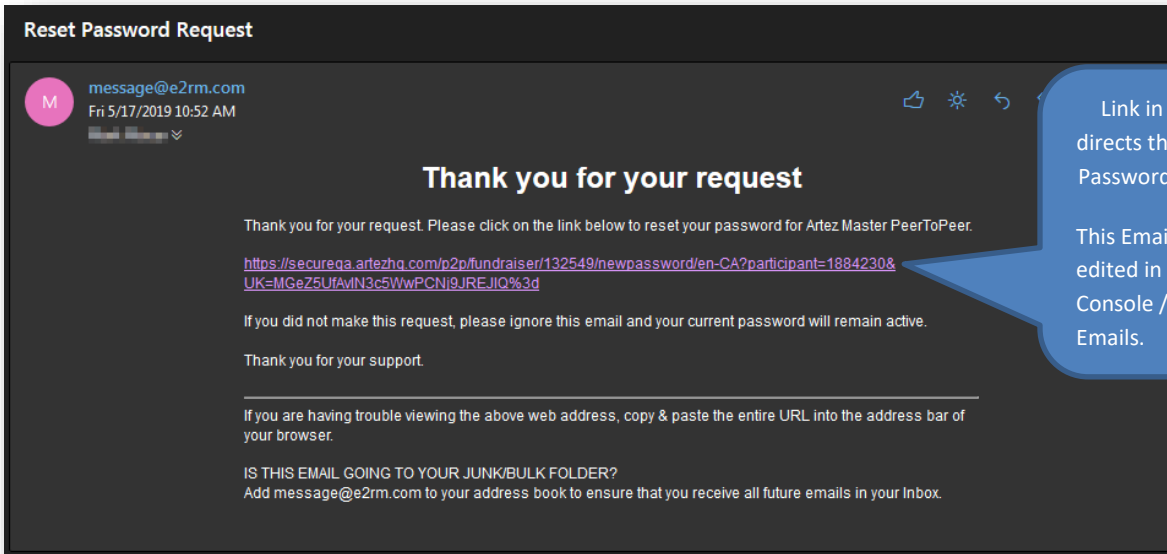 Reset Password Request
M
message@e2rm.com
Fri 5/17/2019 10:52 AM
Thank you for your request
Thank you for your request. Please click on the link below to reset your password for Artez Master PeerToPeer.
https://secureqa.artezhq.com/p2p/fundraiser/132549/newpassword/en-CA?participant=1884230&
UK=MGeZ5UfAvlN3c5WwPCNj9JREJIQ%3d
If you did not make this request, please ignore this email and your current password will remain active.
Thank you for your support.
If you are having trouble viewing the above web address, copy & paste the entire URL into the address bar of
your browser.
IS THIS EMAIL GOING TO YOUR JUNK/BULK FOLDER?
Add message@e2rm.com to your address book to ensure that you receive all future emails in your Inbox.
Link in
directs th
Password
This Emai
edited in
Console /
Emails.